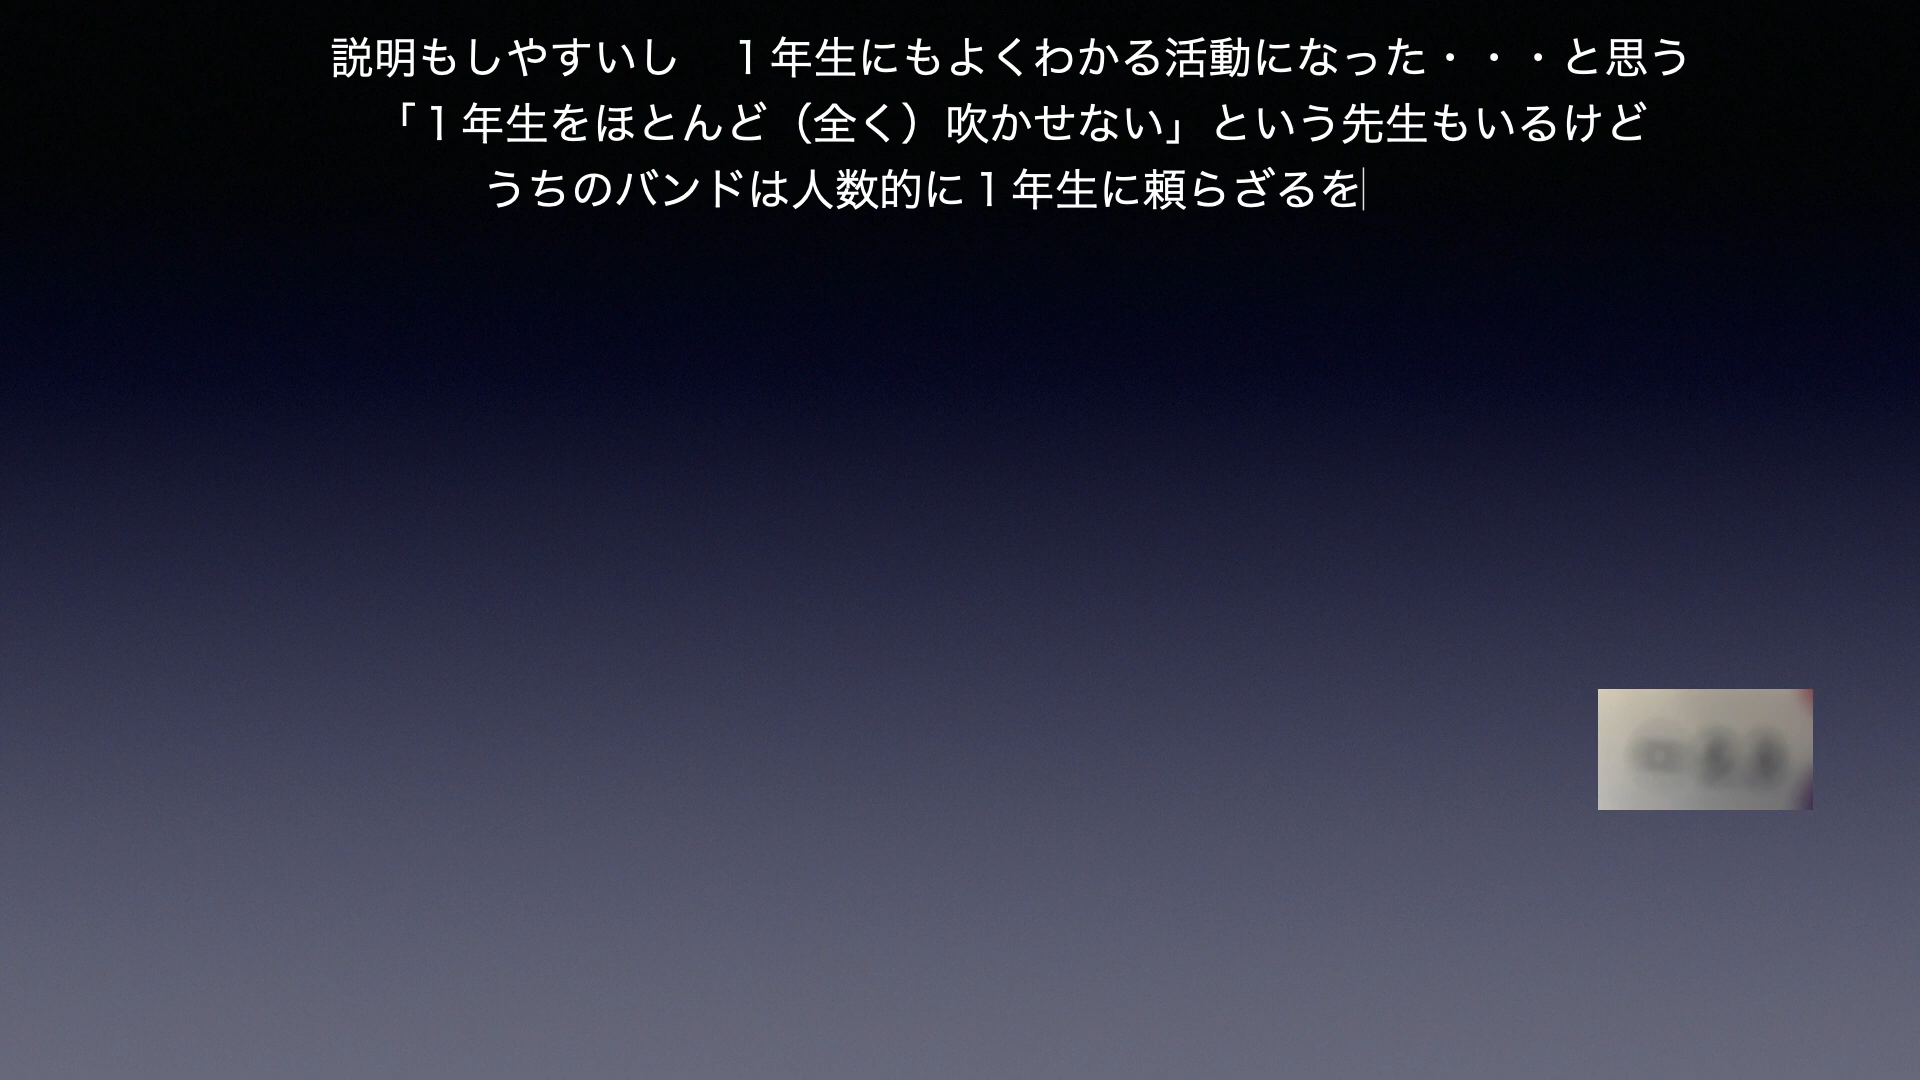 説明もしやすいし　１年生にもよくわかる活動になった・・・と思う
「１年生をほとんど（全く）吹かせない」という先生もいるけど
うちのバンドは人数的に１年生に頼らざるを